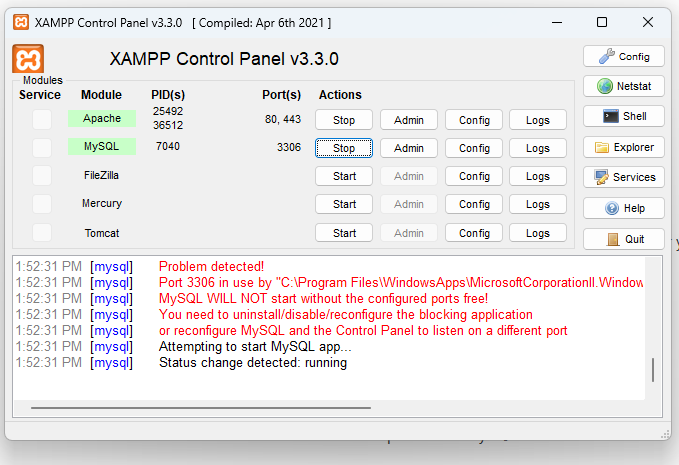 XAMPP Control Panel v3.3.0 [ Compiled: Apr 6th 2021 ]
XAMPP Control Panel v3.3.0
Config
Modules
Service Module PID(s) Port(s) Actions
Netstat
Apache 25492 36512 80, 443 Stop Admin Config Logs
Shell
MySQL 7040 3306 Stop Admin Config Logs
Explorer
FileZilla Start Admin Config Logs
Services
Mercury Start Admin Config Logs
Help
Tomcat Start Admin Config Logs
Quit
1:52:31 PM [mysql] Problem detected!
1:52:31 PM [mysql] Port 3306 in use by "C:\Program Files\WindowsApps\MicrosoftCorporationII.Window
1:52:31 PM [mysql] MySQL WILL NOT start without the configured ports free!
1:52:31 PM [mysql] You need to uninstall/disable/reconfigure the blocking application
1:52:31 PM [mysql] or reconfigure MySQL and the Control Panel to listen on a different port
1:52:31 PM [mysql] Attempting to start MySQL app...
1:52:31 PM [mysql] Status change detected: running